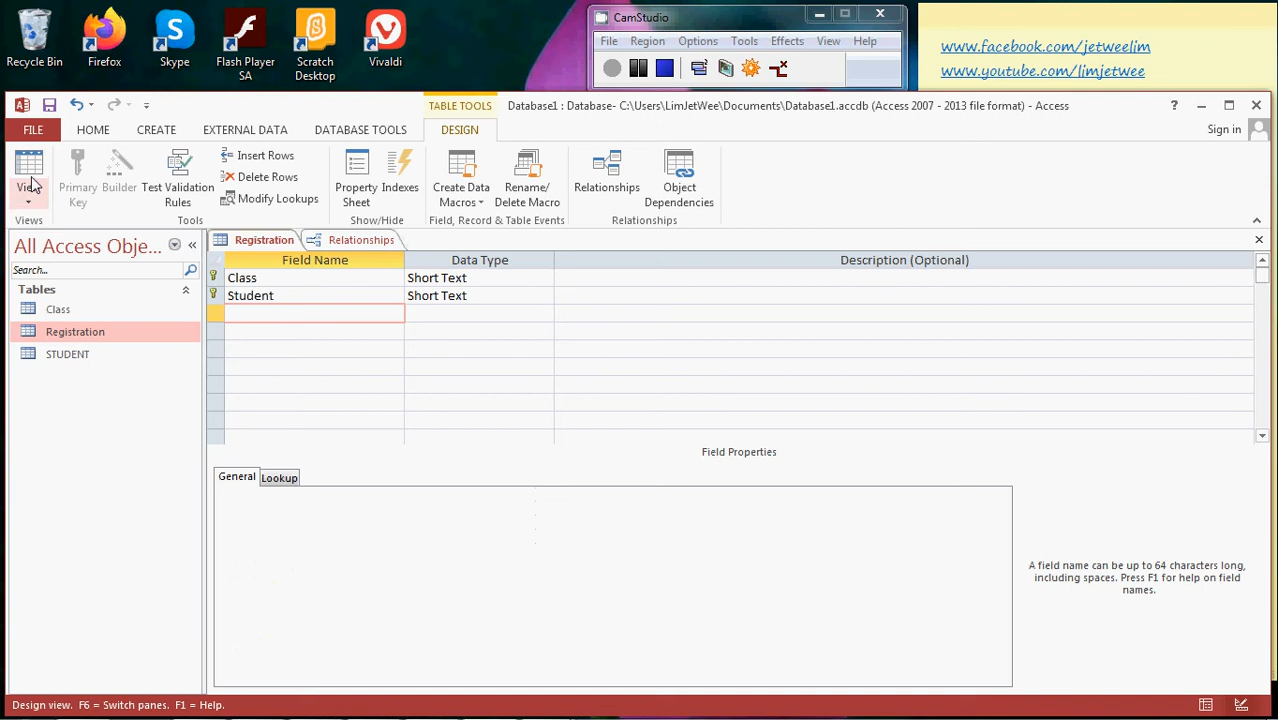 Recycle Bin
Firefox
Skype
Flash Player
SA
Scratch
Desktop
Vivaldi
CamStudio
File Region Options Tools Effects View Help
www.facebook.com/jetweelim
www.youtube.com/limjetwee
TABLE TOOLS
Database1 : Database- C:\Users\LimJetWee\Documents\Database1.accdb (Access 2007 - 2013 file format) - Access
?
FILE HOME CREATE EXTERNAL DATA DATABASE TOOLS DESIGN
Sign in
View
Primary
Key
Builder
Test Validation
Rules
Insert Rows
Delete Rows
Modify Lookups
Property
Sheet
Indexes
Create Data
Macros
Rename/
Delete Macro
Relationships
Object
Dependencies
Views
Tools
Show/Hide
Field, Record & Table Events
Relationships
All Access Obje...
Search...
Tables
Class
Registration
STUDENT
Registration
Relationships
Field Name Data Type Description (Optional)
Class Short Text
Student Short Text
Field Properties
General Lookup
A field name can be up to 64 characters long,
including spaces. Press F1 for help on field
names.
Design view. F6 = Switch panes. F1 = Help.